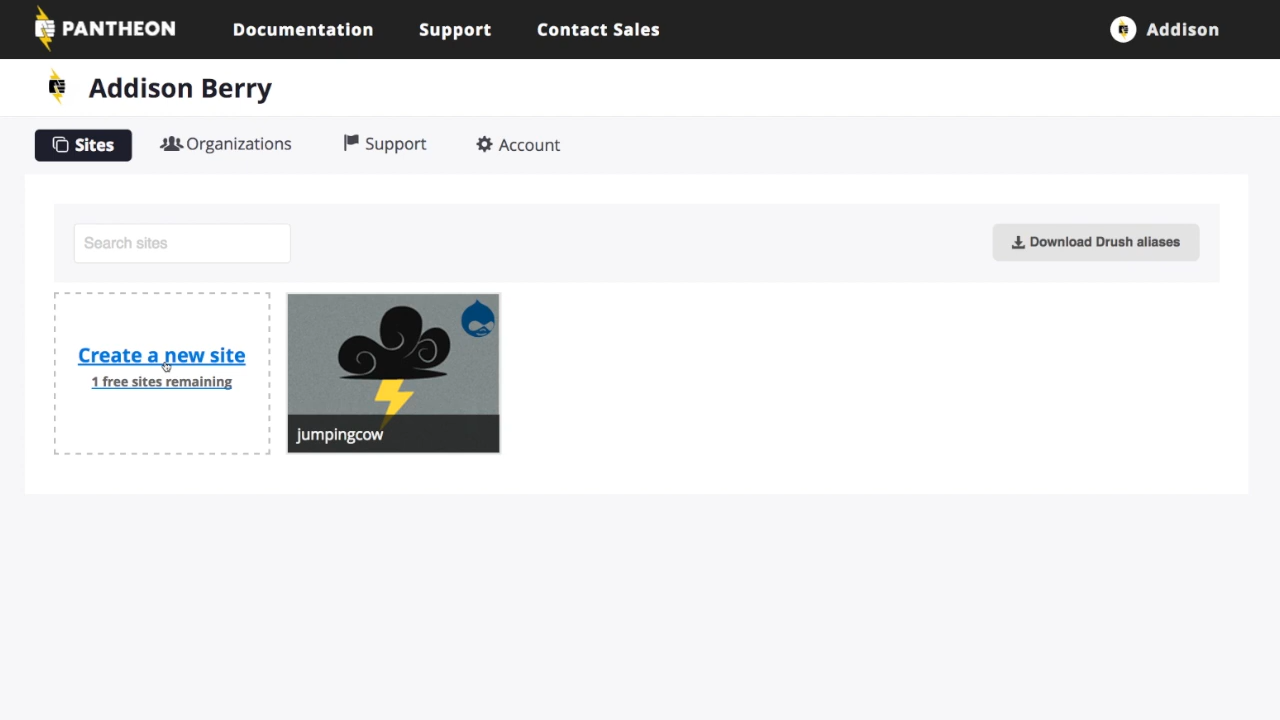 PANTHEON
Documentation
Support
Contact Sales
Addison
Addison Berry
Sites
Organizations
Support
Account
Search sites
Download Drush aliases
Create a new site
1 free sites remaining
jumpingcow